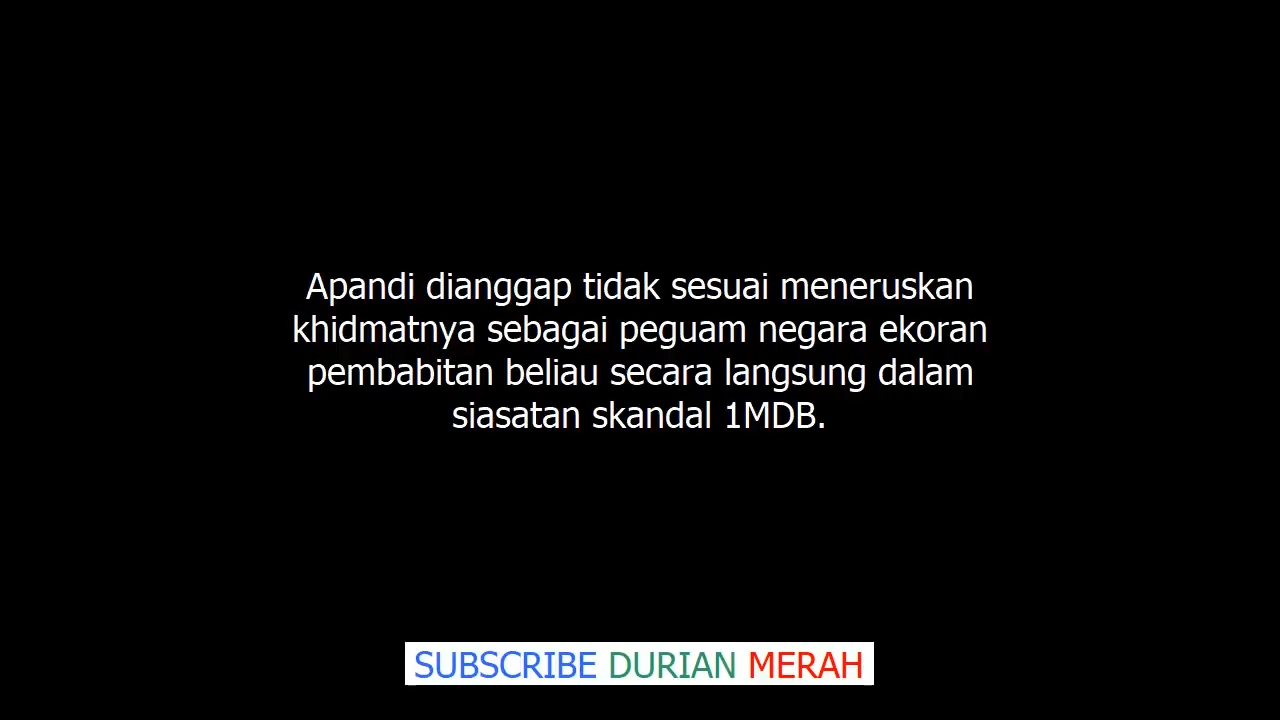 Apandi dianggap tidak sesuai meneruskan
khidmatnya sebagai peguam negara ekoran
pembabitan beliau secara langsung dalam
siasatan skandal 1MDB.
SUBSCRIBE DURIAN MERAH